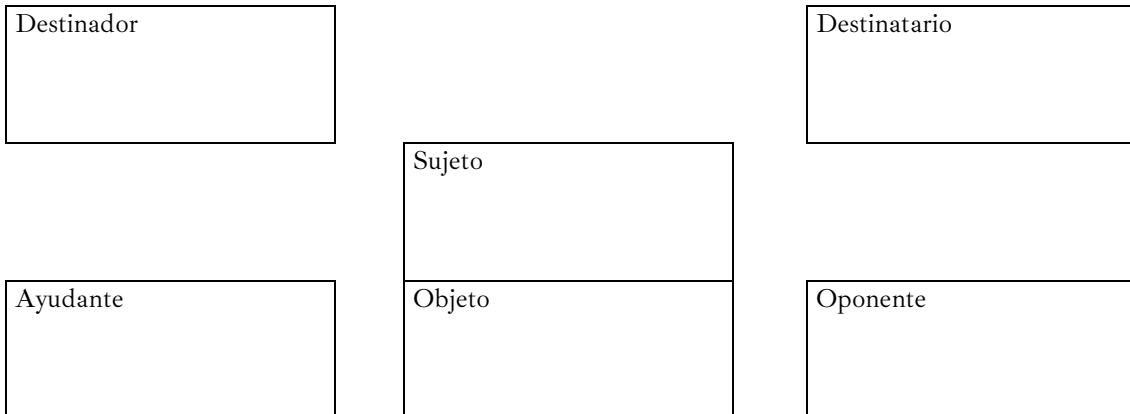 Destinador
Destinatario
Sujeto
Ayudante
Objeto
Oponente